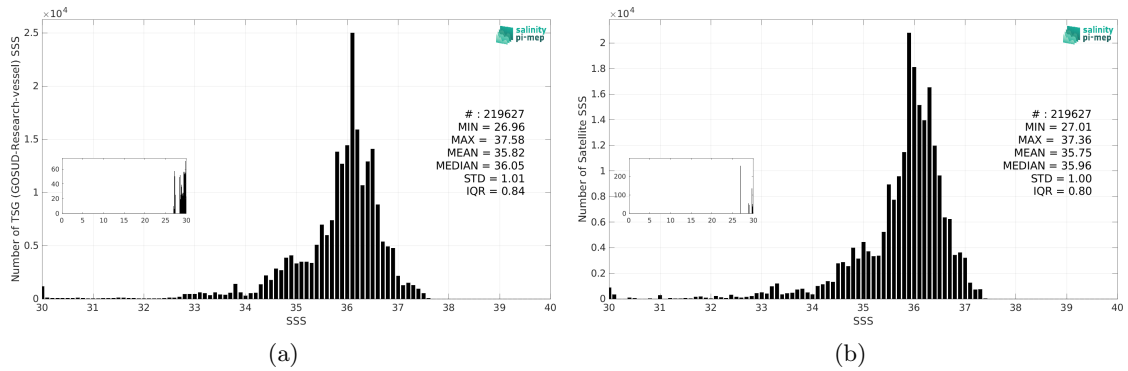 ×10⁴
2.5
2
1.5
1
0.5
0
30 31 32 33 34 35 36 37 38 39 40
SSS
Number of TSG (GOSUD-Research-vessel) SSS
salinity
pi-mep
# : 219627
MIN = 26.96
MAX = 37.58
MEAN = 35.82
MEDIAN = 36.05
STD = 1.01
IQR = 0.84
60
40
20
0
0 5 10 15 20 25 30
(a)
×10⁴
2
1.8
1.6
1.4
1.2
1
0.8
0.6
0.4
0.2
0
30 31 32 33 34 35 36 37 38 39 40
SSS
Number of Satellite SSS
salinity
pi-mep
# : 219627
MIN = 27.01
MAX = 37.36
MEAN = 35.75
MEDIAN = 35.96
STD = 1.00
IQR = 0.80
200
100
0
0 5 10 15 20 25 30
(b)